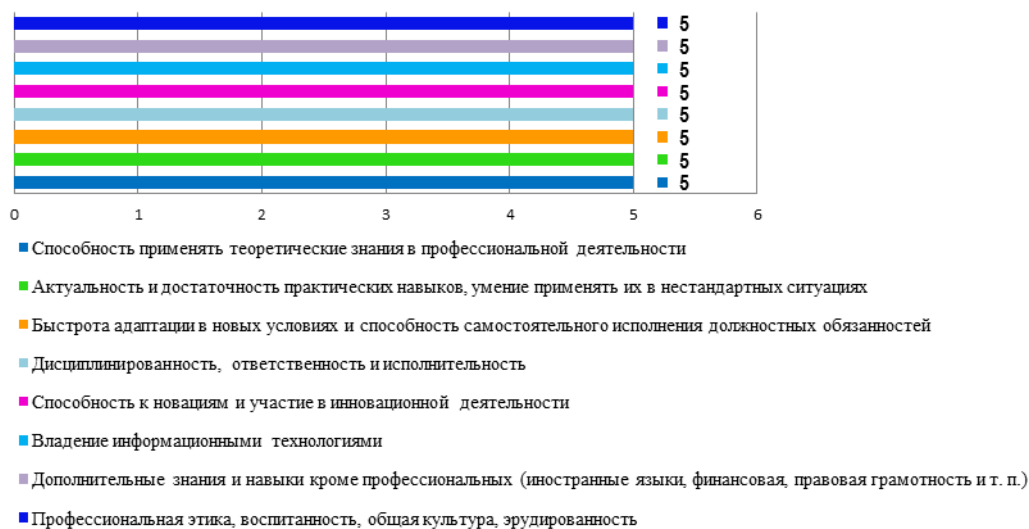 5
5
5
5
5
5
5
5
0 1 2 3 4 5 6
Способность применять теоретические знания в профессиональной деятельности
Актуальность и достаточность практических навыков, умение применять их в нестандартных ситуациях
Быстрота адаптации в новых условиях и способность самостоятельного исполнения должностных обязанностей
Дисциплинированность, ответственность и исполнительность
Способность к новациям и участие в инновационной деятельности
Владение информационными технологиями
Дополнительные знания и навыки кроме профессиональных (иностранные языки, финансовая, правовая грамотность и т. п.)
Профессиональная этика, воспитанность, общая культура, эрудированность